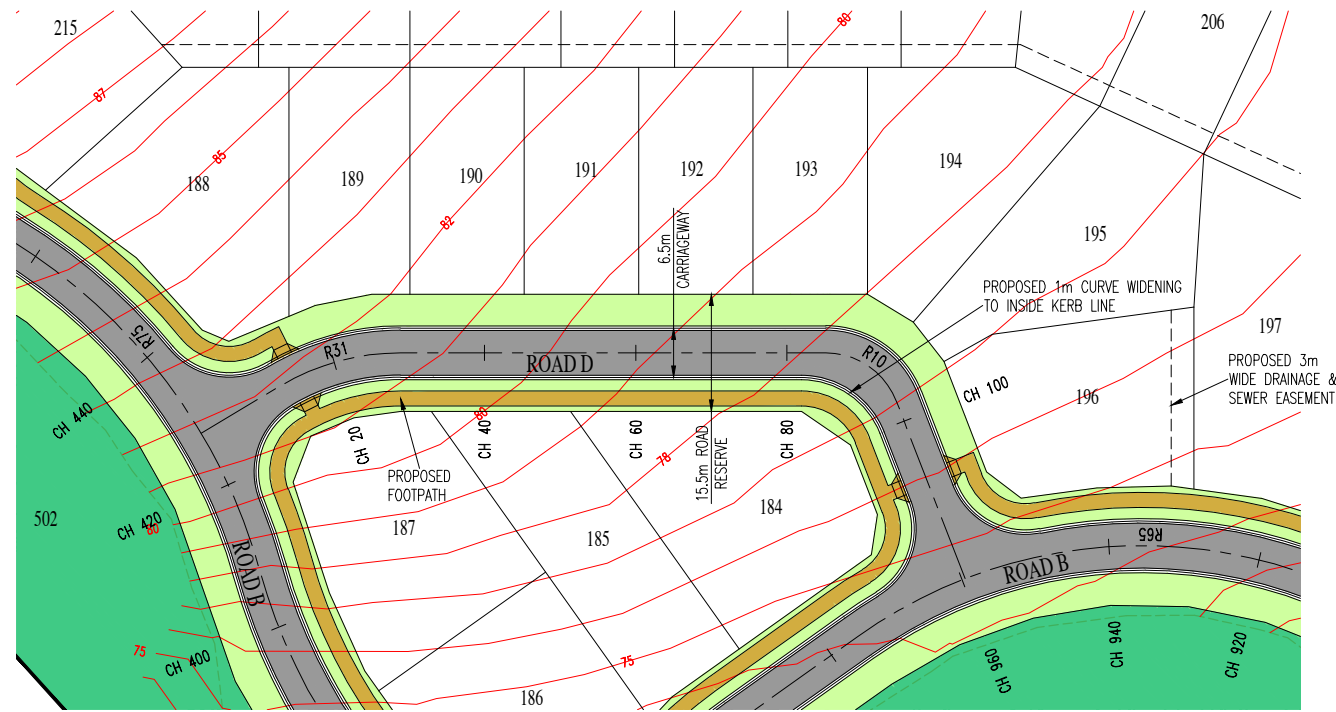 215
80
206
87
85
188
189
190
191
192
193
194
82
195
6.5m
CARRIAGEWAY
PROPOSED 1m CURVE WIDENING
TO INSIDE KERB LINE
197
R75
R31
ROAD D
R10
PROPOSED 3m
WIDE DRAINAGE &
SEWER EASEMENT
CH 100
196
CH 440
CH 20
CH 40
80
CH 60
CH 80
78
15.5m ROAD
RESERVE
PROPOSED
FOOTPATH
502
CH 420
80
187
185
184
R65
ROAD B
ROAD B
75
CH 400
75
186
CH 960
CH 940
CH 920